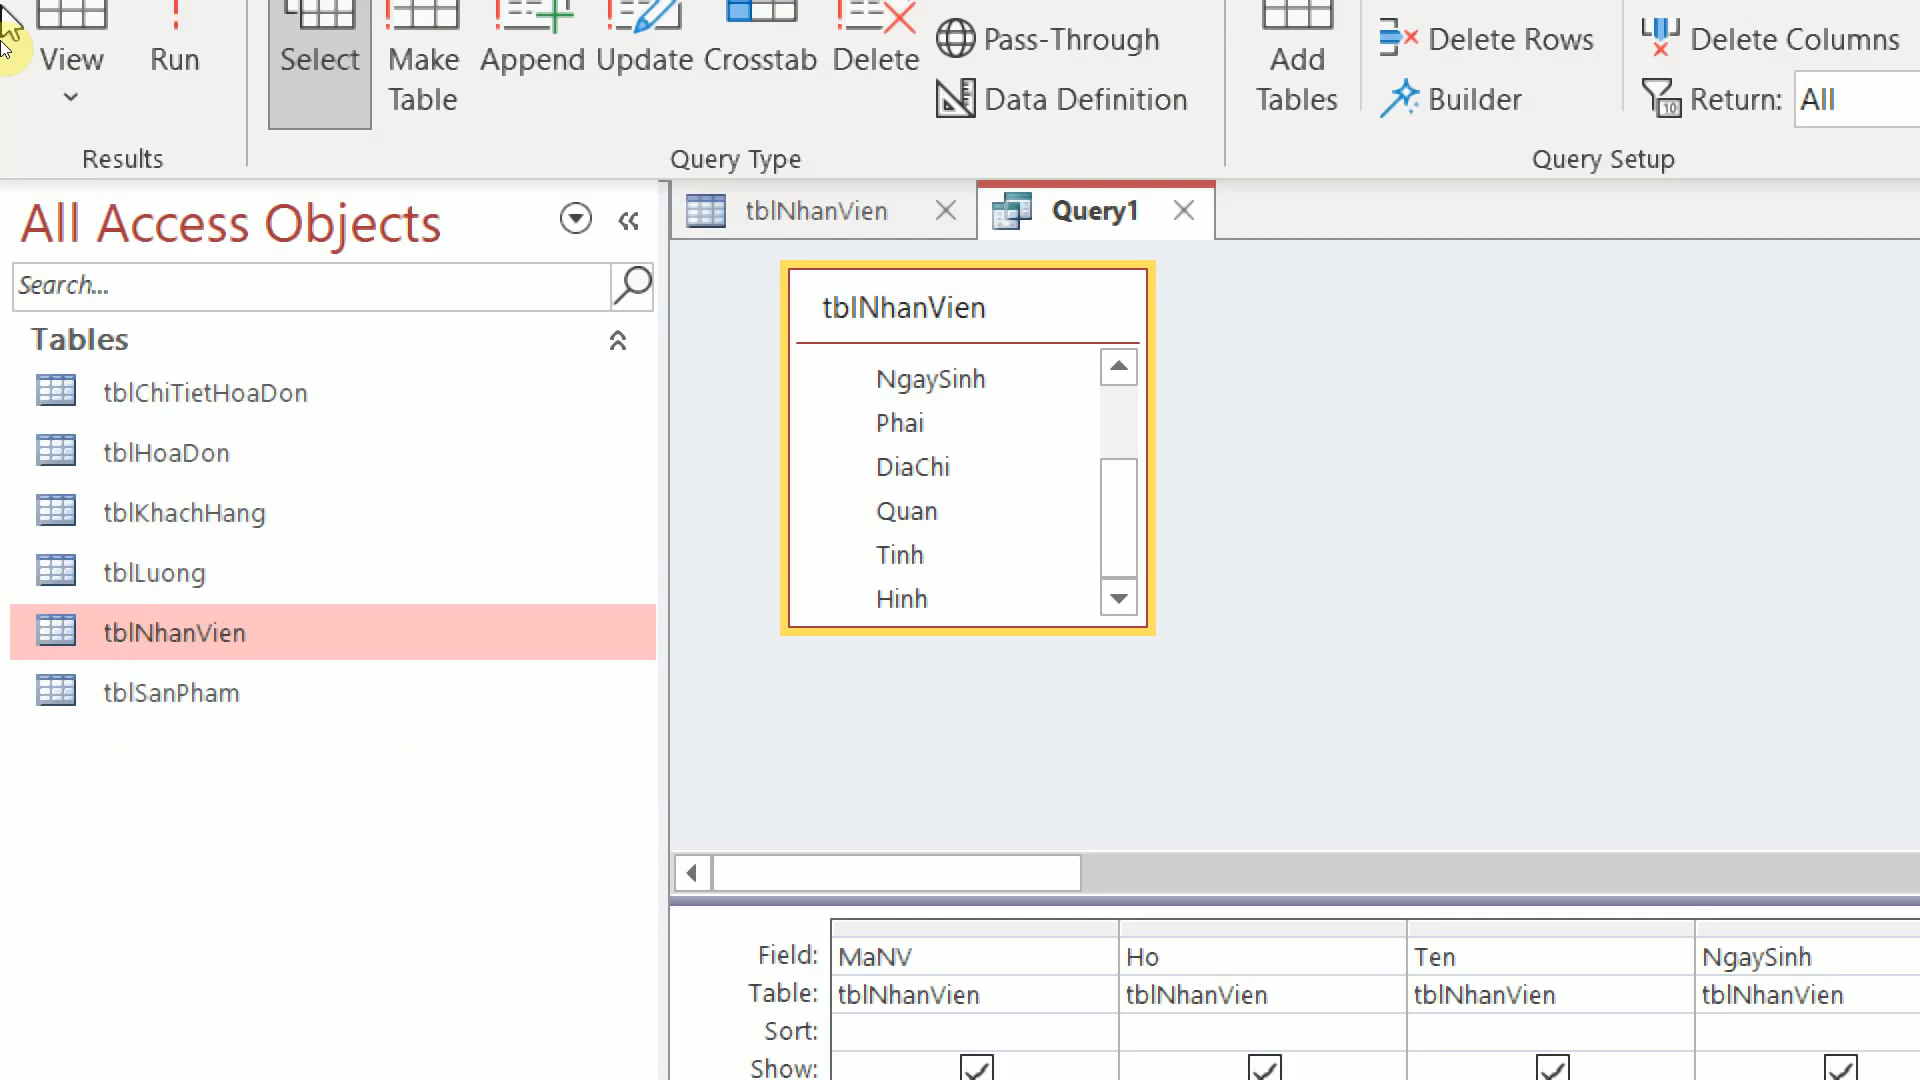 View
Run
Select
Make Table
Append
Update
Crosstab
Delete
Pass-Through
Data Definition
Add Tables
Delete Rows
Builder
Delete Columns
Return: All
Results
Query Type
Query Setup
All Access Objects
Search...
Tables
tblChiTietHoaDon
tblHoaDon
tblKhachHang
tblLuong
tblNhanVien
tblSanPham
tblNhanVien
Query1
tblNhanVien
NgaySinh
Phai
DiaChi
Quan
Tinh
Hinh
Field: MaNV Ho Ten NgaySinh
Table: tblNhanVien tblNhanVien tblNhanVien tblNhanVien
Sort:
Show: